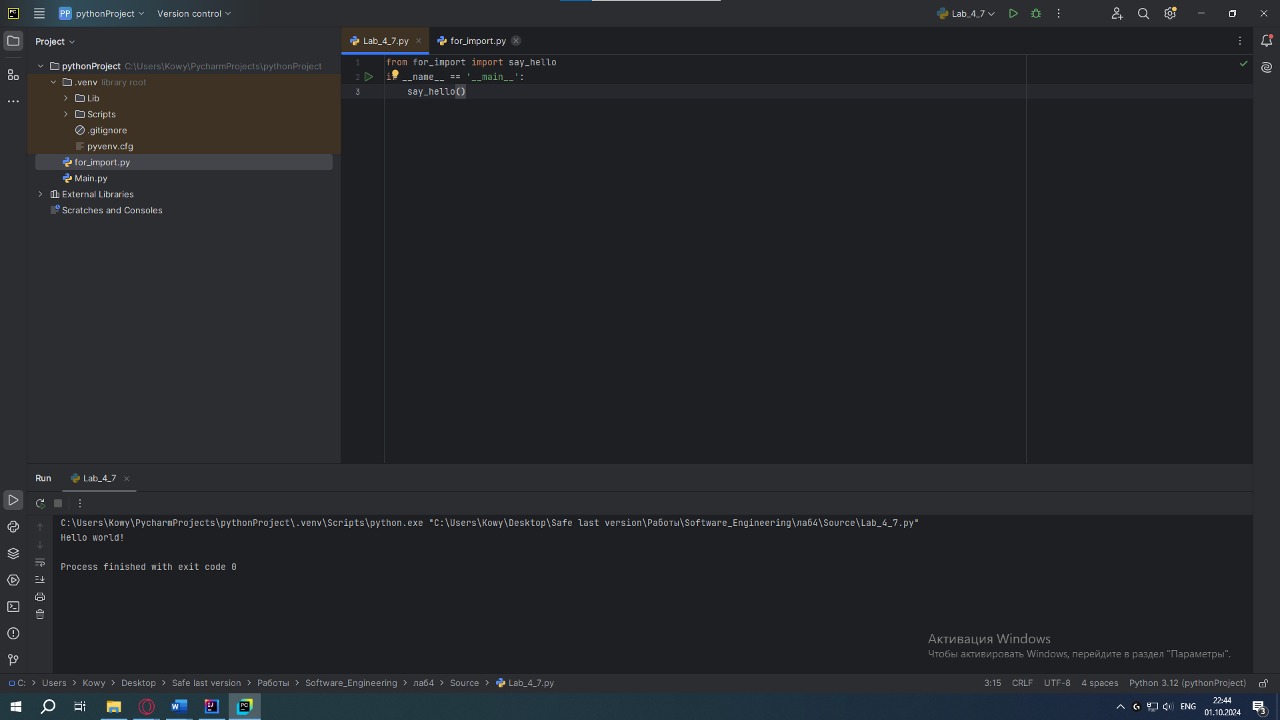 PP pythonProject Version control Lab_4_7
Project
Lab_4_7.py for_import.py
pythonProject C:\Users\Kowy\PycharmProjects\pythonProject
.venv library root
Lib
Scripts
.gitignore
pyvenv.cfg
for_import.py
Main.py
External Libraries
Scratches and Consoles
1 from for_import import say_hello
2 i __name__ == '__main__':
3 say_hello()
Run Lab_4_7
C:\Users\Kowy\PycharmProjects\pythonProject\.venv\Scripts\python.exe "C:\Users\Kowy\Desktop\Safe last version\Работы\Software_Engineering\лаб4\Source\Lab_4_7.py"
Hello world!
Process finished with exit code 0
Активация Windows
Чтобы активировать Windows, перейдите в раздел "Параметры".
C: Users Kowy Desktop Safe last version Работы Software_Engineering лаб4 Source Lab_4_7.py 3:15 CRLF UTF-8 4 spaces Python 3.12 (pythonProject)
ENG
22:44
01.10.2024
3